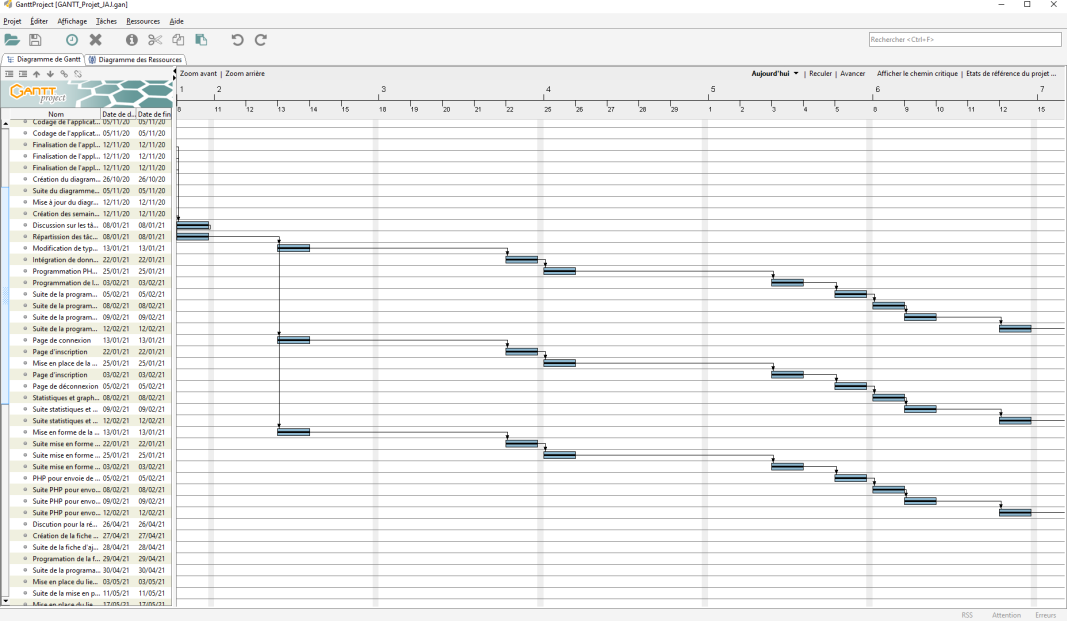 GanttProject [GANTT_Projet_JAJ.gan]
Projet Éditer Affichage Tâches Ressources Aide
Rechercher <Ctrl+F>
Diagramme de Gantt Diagramme des Ressources
Zoom avant | Zoom arrière Aujourd'hui | Reculer | Avancer Afficher le chemin critique | Etats de référence du projet ...
GANTT project
1 2 3 4 5 6 7
8 11 12 13 14 15 18 19 20 21 22 25 26 27 28 29 1 2 3 4 5 8 9 10 11 12 15
Nom Date de d... Date de fin
Codage de l'applicat... 05/11/20 05/11/20
Codage de l'applicat... 05/11/20 05/11/20
Finalisation de l'appl... 12/11/20 12/11/20
Finalisation de l'appl... 12/11/20 12/11/20
Finalisation de l'appl... 12/11/20 12/11/20
Création du diagram... 26/10/20 26/10/20
Suite du diagramme... 05/11/20 05/11/20
Mise à jour du diagr... 12/11/20 12/11/20
Création des semain... 12/11/20 12/11/20
Discussion sur les tâ... 08/01/21 08/01/21
Répartission des tâc... 08/01/21 08/01/21
Modification de typ... 13/01/21 13/01/21
Intégration de donn... 22/01/21 22/01/21
Programmation PH... 25/01/21 25/01/21
Programmation de l... 03/02/21 03/02/21
Suite de la program... 05/02/21 05/02/21
Suite de la program... 08/02/21 08/02/21
Suite de la program... 09/02/21 09/02/21
Suite de la program... 12/02/21 12/02/21
Page de connexion 13/01/21 13/01/21
Page d'inscription 22/01/21 22/01/21
Mise en place de la ... 25/01/21 25/01/21
Page d'inscription 03/02/21 03/02/21
Page de déconnexion 05/02/21 05/02/21
Statistiques et graph... 08/02/21 08/02/21
Suite statistiques et ... 09/02/21 09/02/21
Suite statistiques et ... 12/02/21 12/02/21
Mise en forme de la ... 13/01/21 13/01/21
Suite mise en forme ... 22/01/21 22/01/21
Suite mise en forme ... 25/01/21 25/01/21
Suite mise en forme ... 03/02/21 03/02/21
PHP pour envoie de ... 05/02/21 05/02/21
Suite PHP pour envo... 08/02/21 08/02/21
Suite PHP pour envo... 09/02/21 09/02/21
Suite PHP pour envo... 12/02/21 12/02/21
Discution pour la ré... 26/04/21 26/04/21
Création de la fiche ... 27/04/21 27/04/21
Suite de la fiche d'aj... 28/04/21 28/04/21
Programation de la f... 29/04/21 29/04/21
Suite de la programa... 30/04/21 30/04/21
Mise en place du lie... 03/05/21 03/05/21
Suite de la mise en p... 11/05/21 11/05/21
Mise en place du lie... 17/05/21 17/05/21
RSS Attention Erreurs